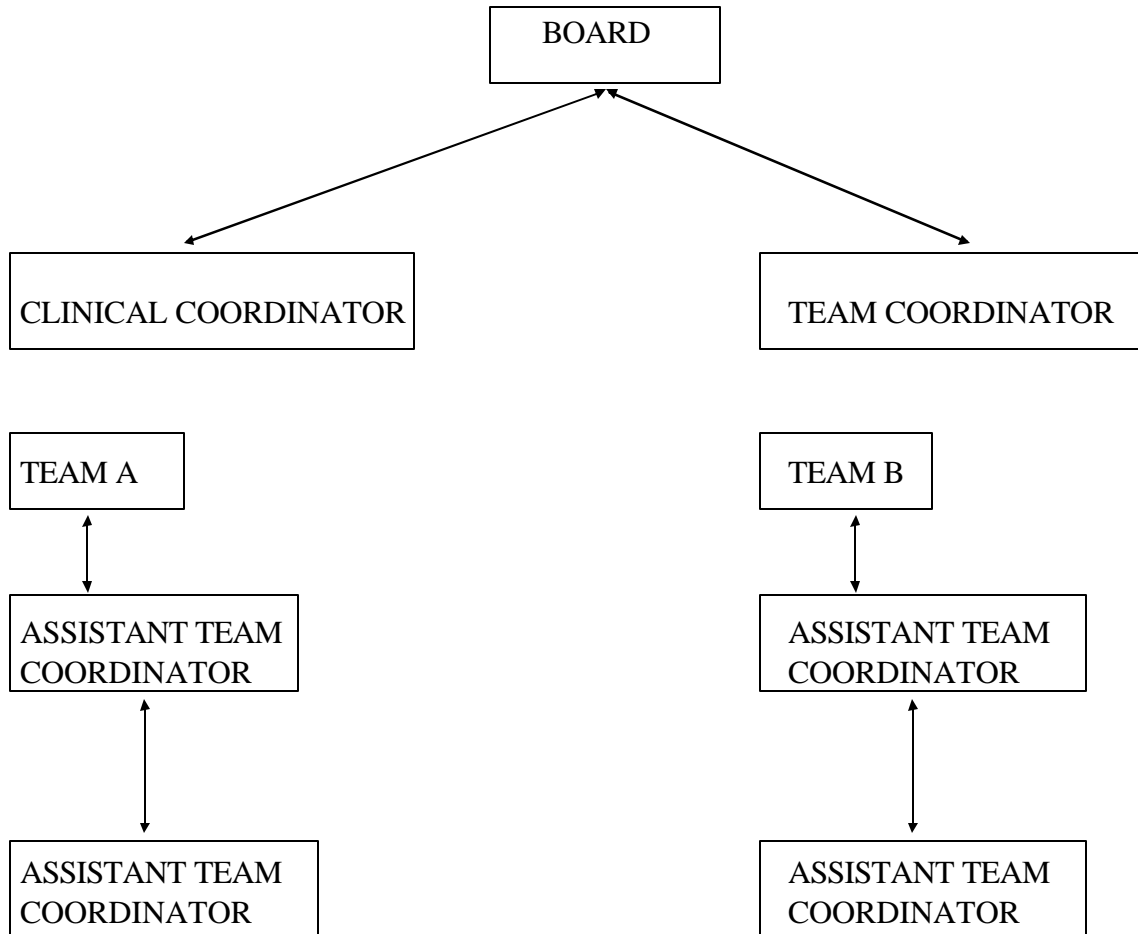 BOARD
CLINICAL COORDINATOR
TEAM COORDINATOR
TEAM A
TEAM B
ASSISTANT TEAM
COORDINATOR
ASSISTANT TEAM
COORDINATOR
ASSISTANT TEAM
COORDINATOR
ASSISTANT TEAM
COORDINATOR